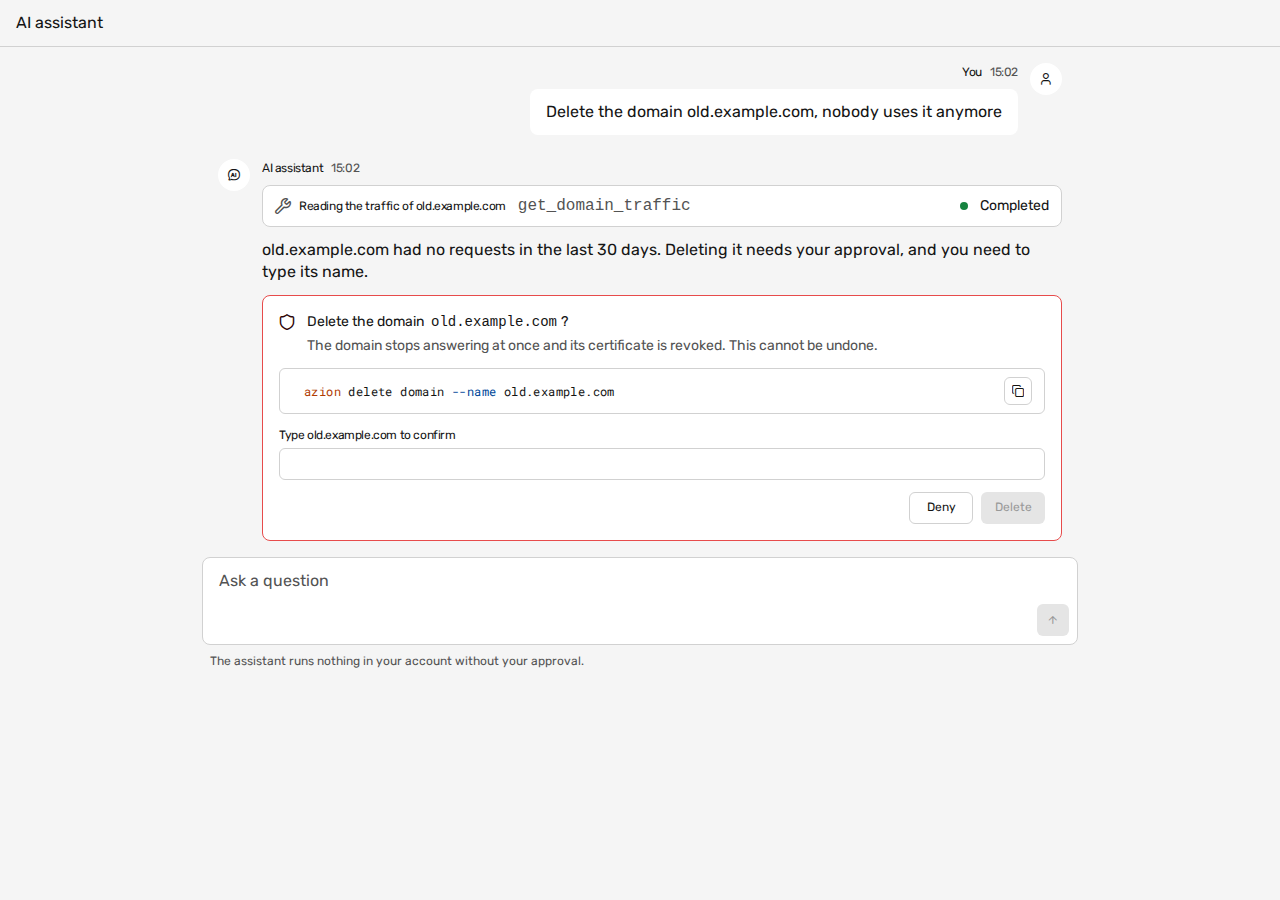 AI assistant
You 15:02
Delete the domain old.example.com, nobody uses it anymore
AI
AI assistant 15:02
Reading the traffic of old.example.com get_domain_traffic Completed
old.example.com had no requests in the last 30 days. Deleting it needs your approval, and you need to
type its name.
Delete the domain old.example.com ?
The domain stops answering at once and its certificate is revoked. This cannot be undone.
azion delete domain --name old.example.com
Type old.example.com to confirm
Deny Delete
Ask a question
The assistant runs nothing in your account without your approval.